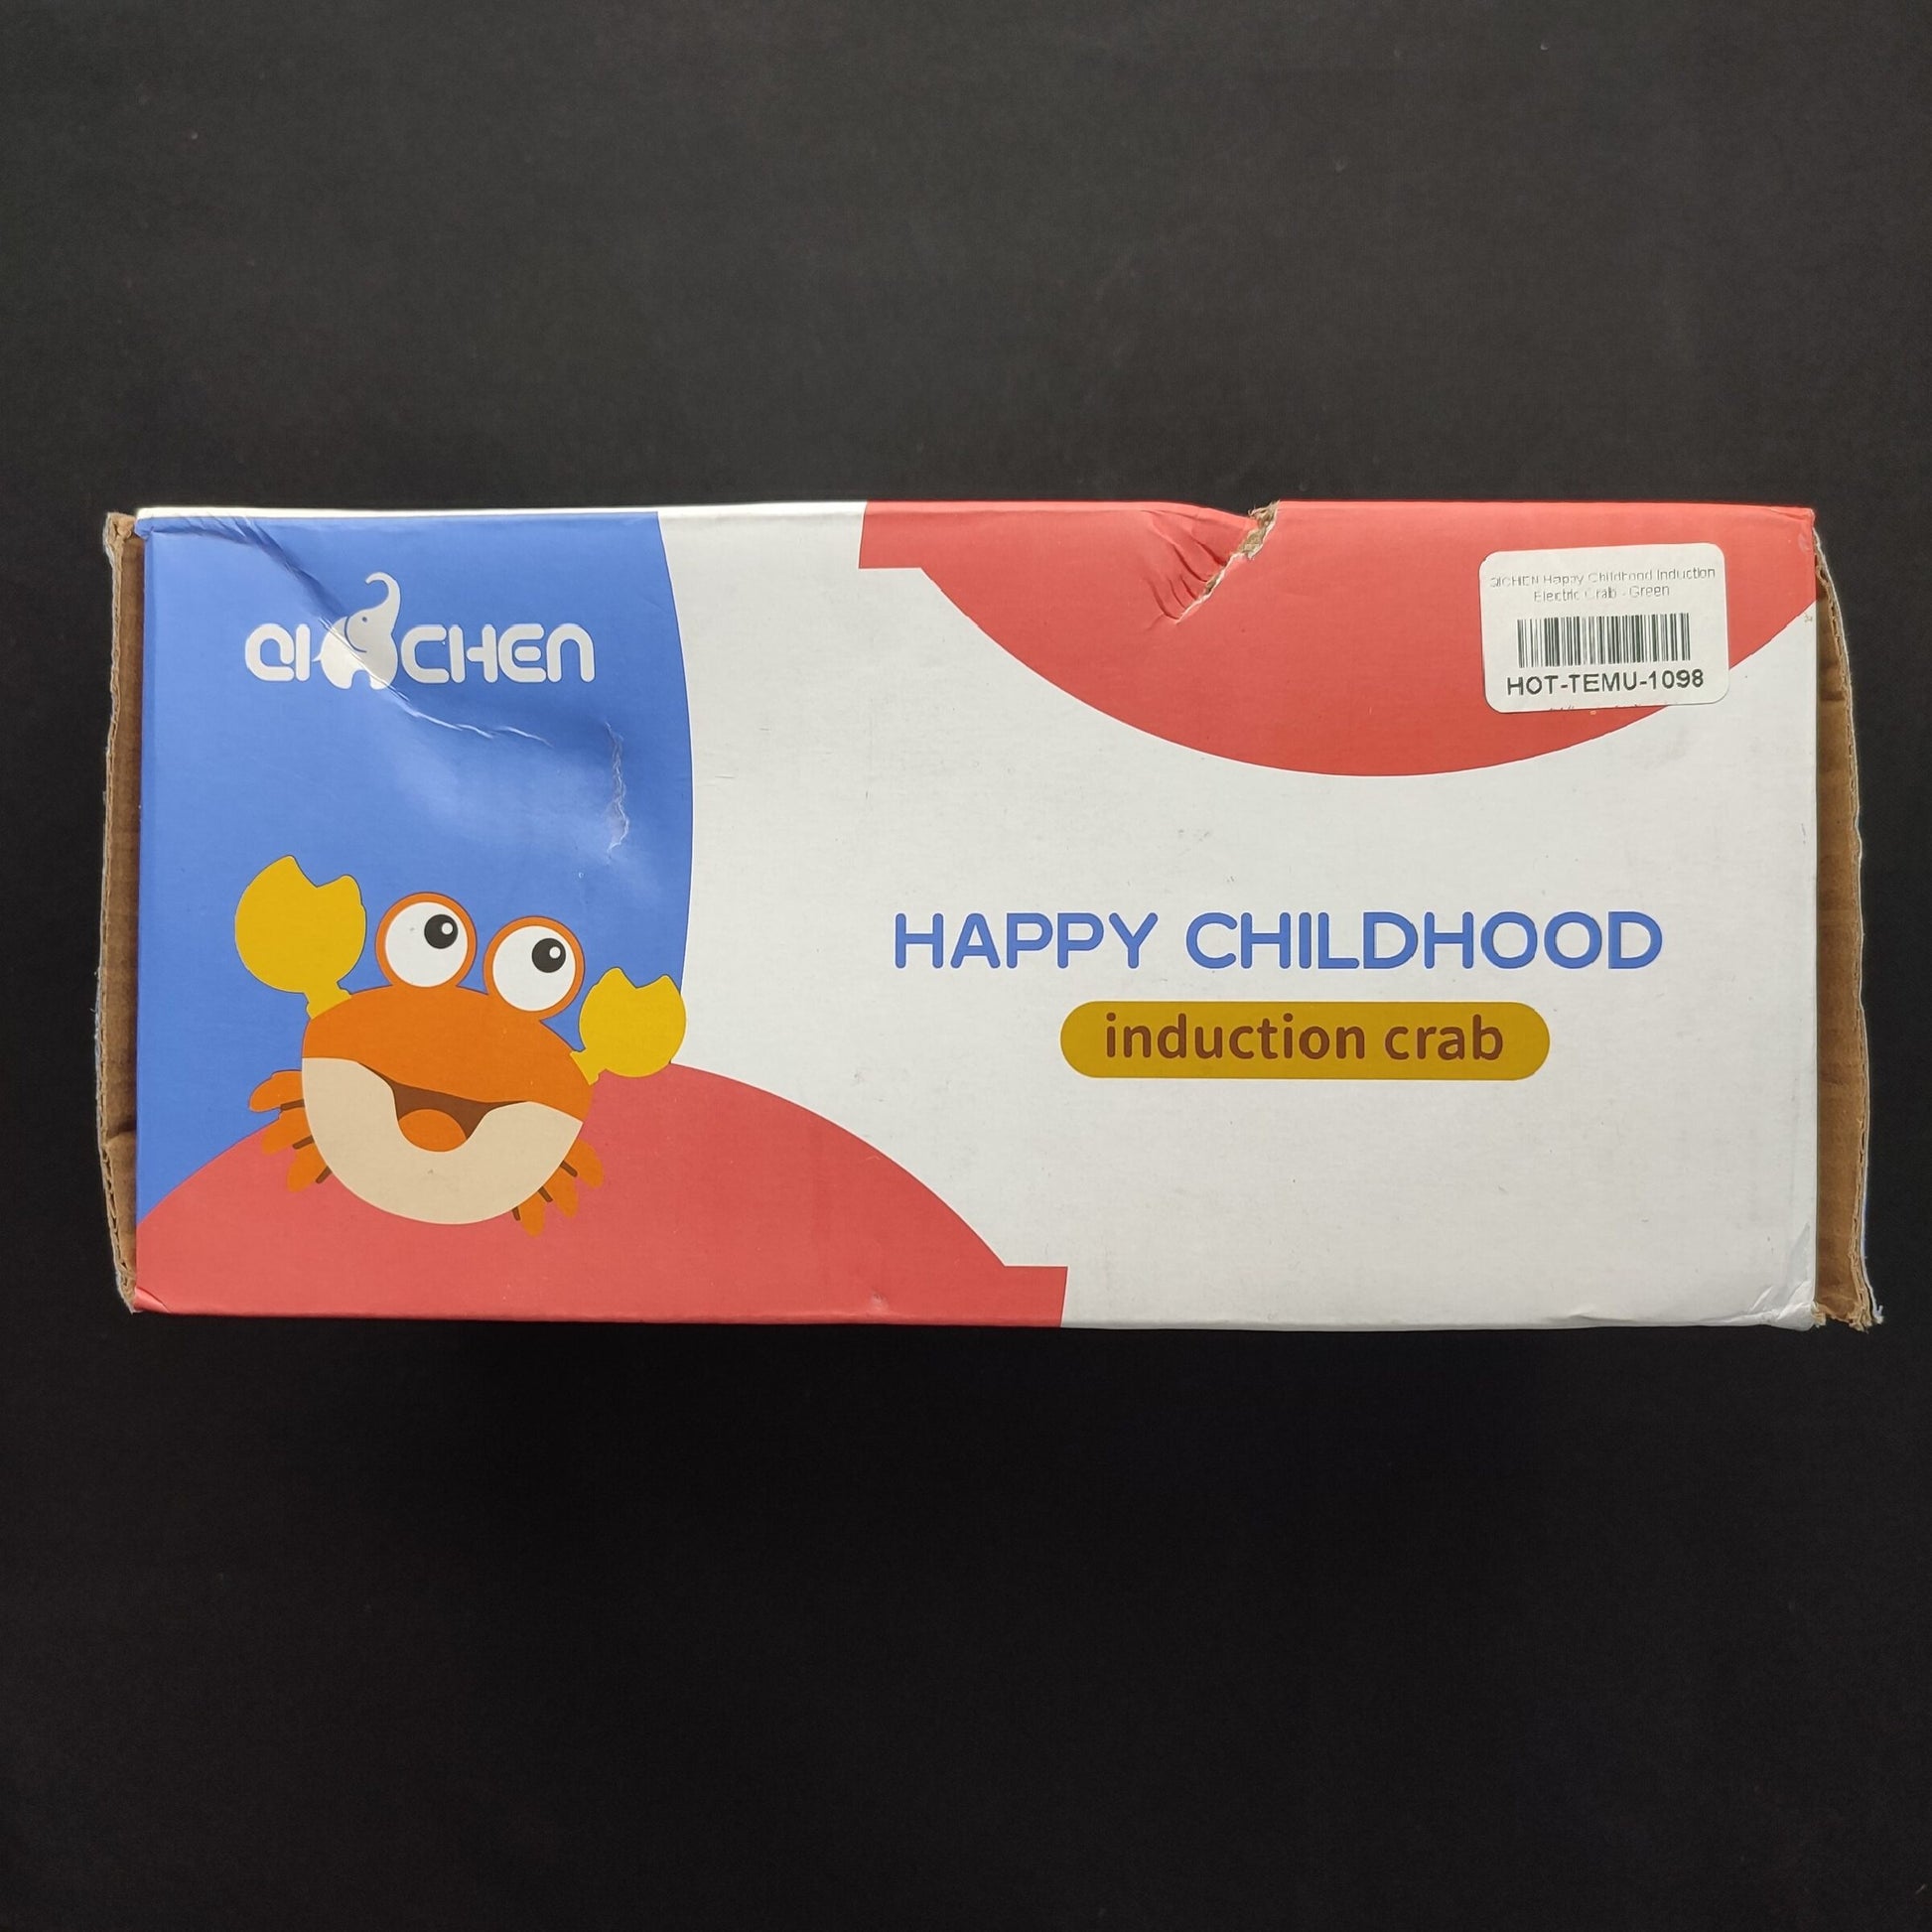 QICHEN
QICHEN Happy Childhood Induction
Electric Crab - Green
HOT-TEMU-1098
HAPPY CHILDHOOD
induction crab